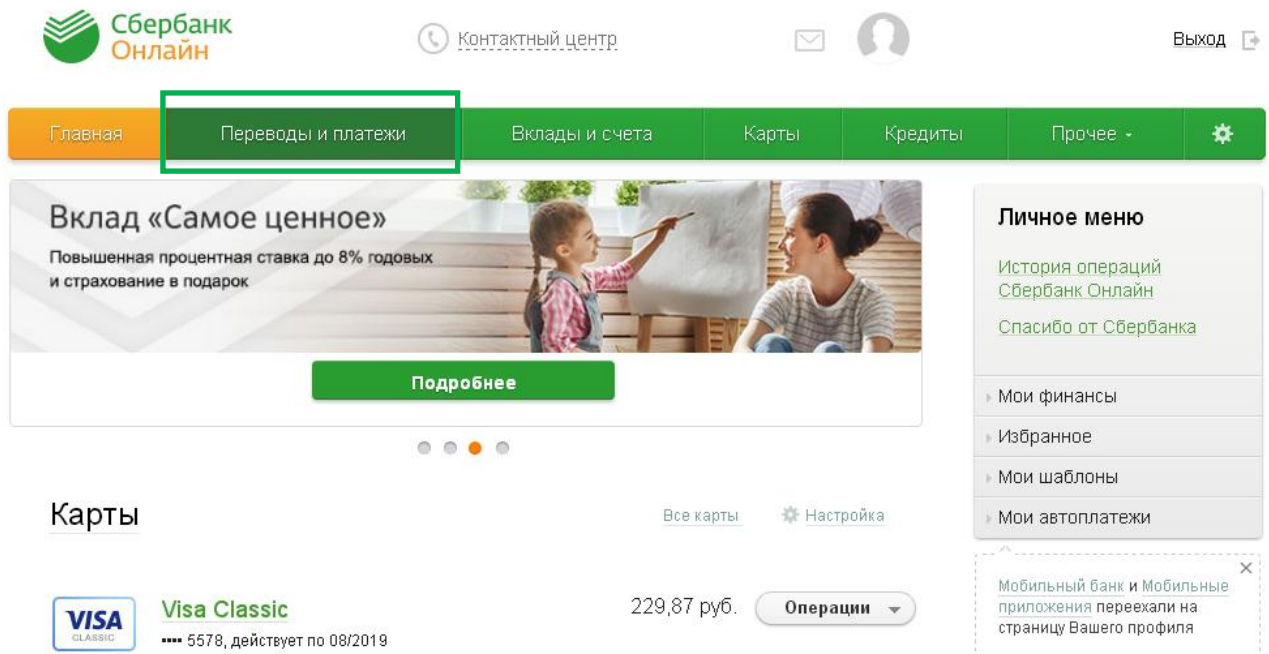 Сбербанк
Онлайн
Контактный центр
Выход
Главная
Переводы и платежи
Вклады и счета
Карты
Кредиты
Прочее
Вклад «Самое ценное»
Повышенная процентная ставка до 8% годовых
и страхование в подарок
Подробнее
Личное меню
История операций
Сбербанк Онлайн
Спасибо от Сбербанка
Мои финансы
Избранное
Мои шаблоны
Мои автоплатежи
Мобильный банк и Мобильные
приложения переехали на
страницу Вашего профиля
Карты
Все карты
Настройка
VISA
CLASSIC
Visa Classic
•••• 5578, действует по 08/2019
229,87 руб.
Операции